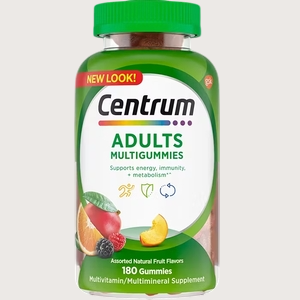 NEW LOOK!
Centrum
ADULTS
MULTIGUMMIES
Supports energy, immunity,
+ metabolism*^
Assorted Natural Fruit Flavors
180 Gummies
Multivitamin/Multimineral Supplement